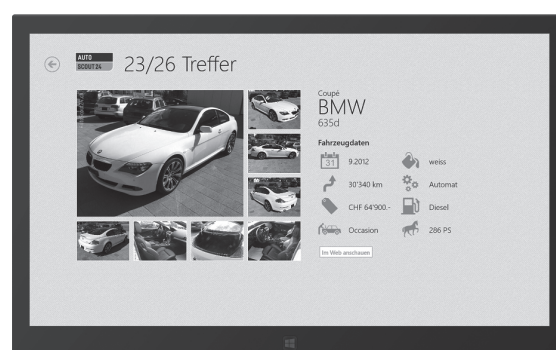 AUTO
SCOUT24
23/26 Treffer
Coupé
BMW
635d
Fahrzeugdaten
31
9.2012
weiss
30'340 km
Automat
CHF 64'900.-
Diesel
Occasion
286 PS
Im Web anschauen